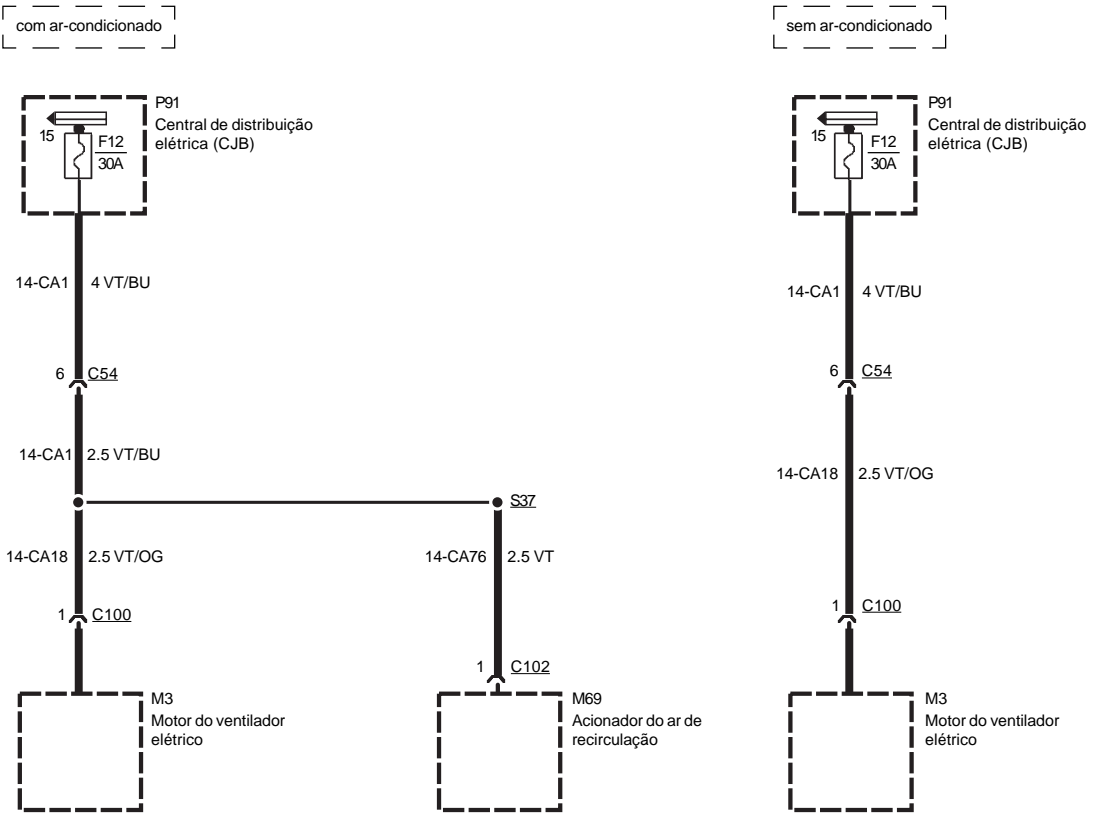 com ar-condicionado
P91
Central de distribuição
elétrica (CJB)
15
F12
30A
14-CA1
4 VT/BU
6
C54
14-CA1
2.5 VT/BU
S37
14-CA18
2.5 VT/OG
14-CA76
2.5 VT
1
C100
1
C102
M3
Motor do ventilador
elétrico
M69
Acionador do ar de
recirculação
sem ar-condicionado
P91
Central de distribuição
elétrica (CJB)
15
F12
30A
14-CA1
4 VT/BU
6
C54
14-CA18
2.5 VT/OG
1
C100
M3
Motor do ventilador
elétrico